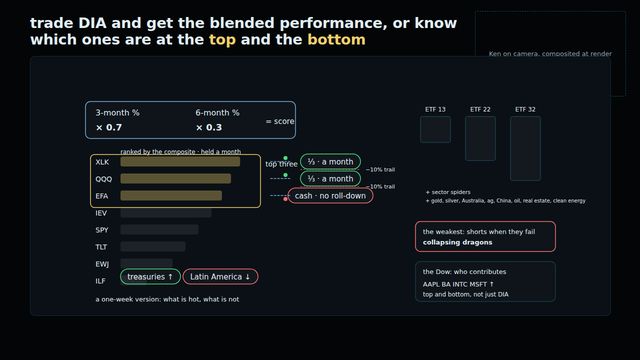 trade DIA and get the blended performance, or know
which ones are at the top and the bottom
Ken on camera, composited at render
3-month %
6-month %
× 0.7
× 0.3
= score
ranked by the composite · held a month
XLK
QQQ
EFA
IEV
SPY
TLT
EWJ
ILF
top three
⅓ · a month
−10% trail
⅓ · a month
−10% trail
cash · no roll-down
treasuries ↑
Latin America ↓
a one-week version: what is hot, what is not
ETF 13
ETF 22
ETF 32
+ sector spiders
+ gold, silver, Australia, ag, China, oil, real estate, clean energy
the weakest: shorts when they fail
collapsing dragons
the Dow: who contributes
AAPL BA INTC MSFT ↑
top and bottom, not just DIA